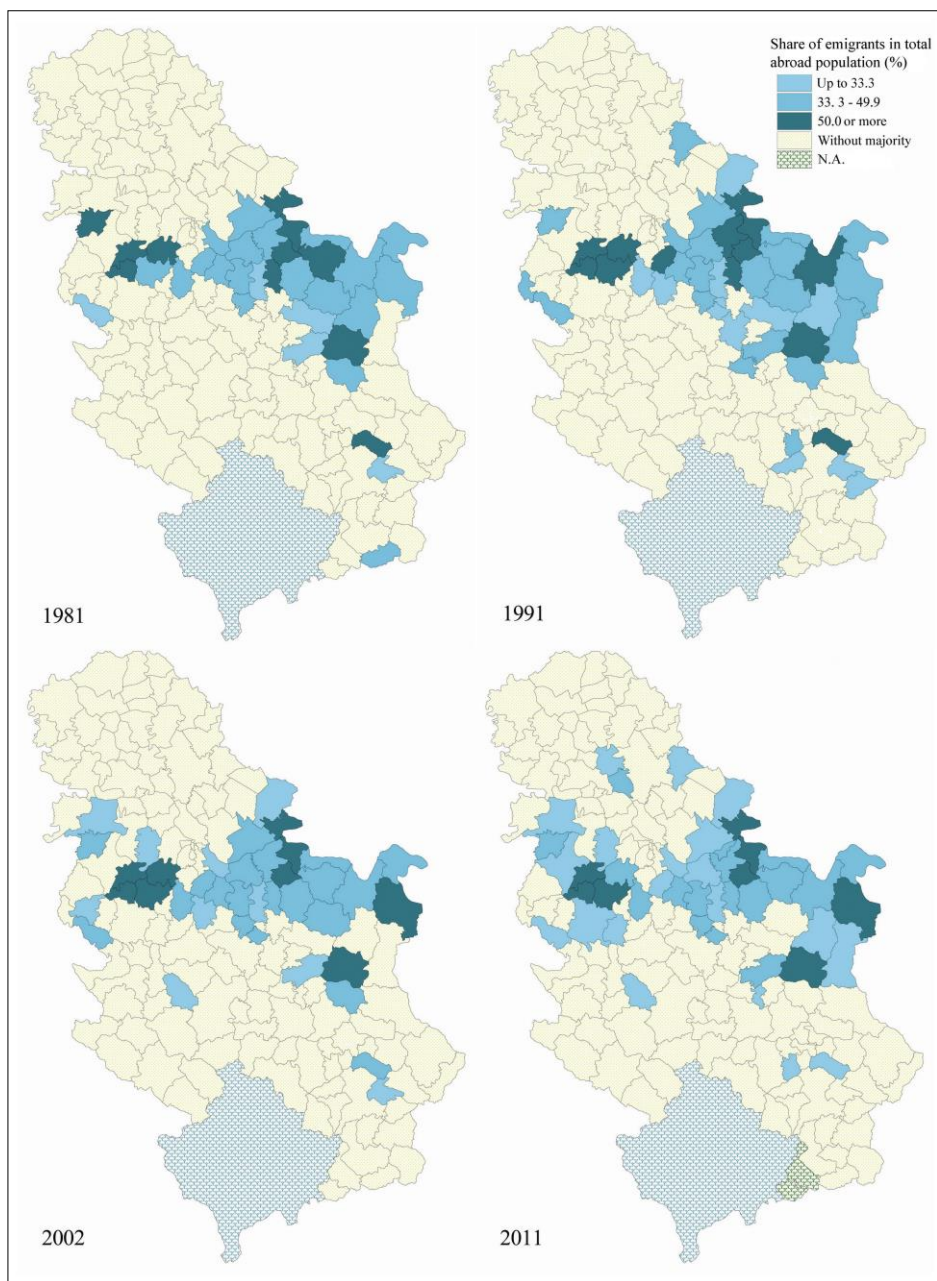 Share of emigrants in total
abroad population (%)
Up to 33.3
33. 3 - 49.9
50.0 or more
Without majority
N.A.
1981
1991
2002
2011